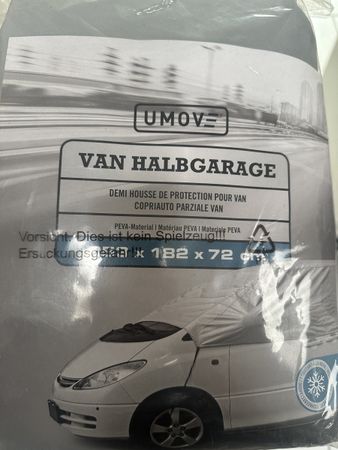 UMOVE
VAN HALBGARAGE
DEMI HOUSSE DE PROTECTION POUR VAN
COPRIAUTO PARZIALE VAN
PEVA-Material | Matériau PEVA | Materiale PEVA
Vorsicht. Dies ist kein Spielzeug!!!
Erstickungsgefahr!!!
x 182 x 72 cm